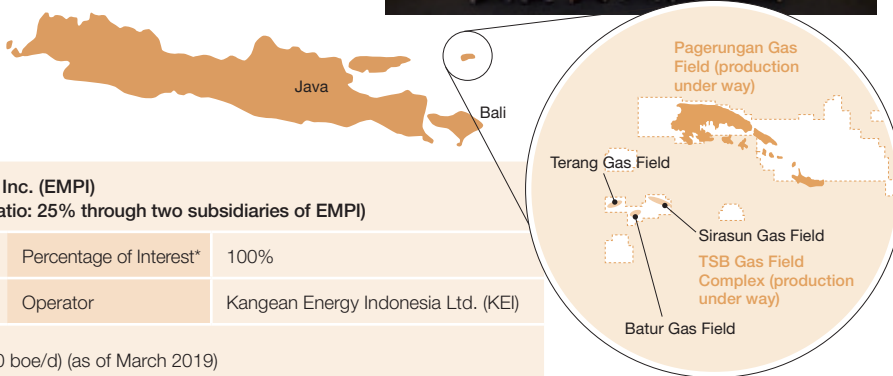 Java
Bali
Pagerungan Gas
Field (production
under way)
Terang Gas Field
Sirasun Gas Field
TSB Gas Field
Complex (production
under way)
Batur Gas Field
Inc. (EMPI)
25% through two subsidiaries of EMPI)
Percentage of Interest* 100%
Operator Kangean Energy Indonesia Ltd. (KEI)
boe/d) (as of March 2019)